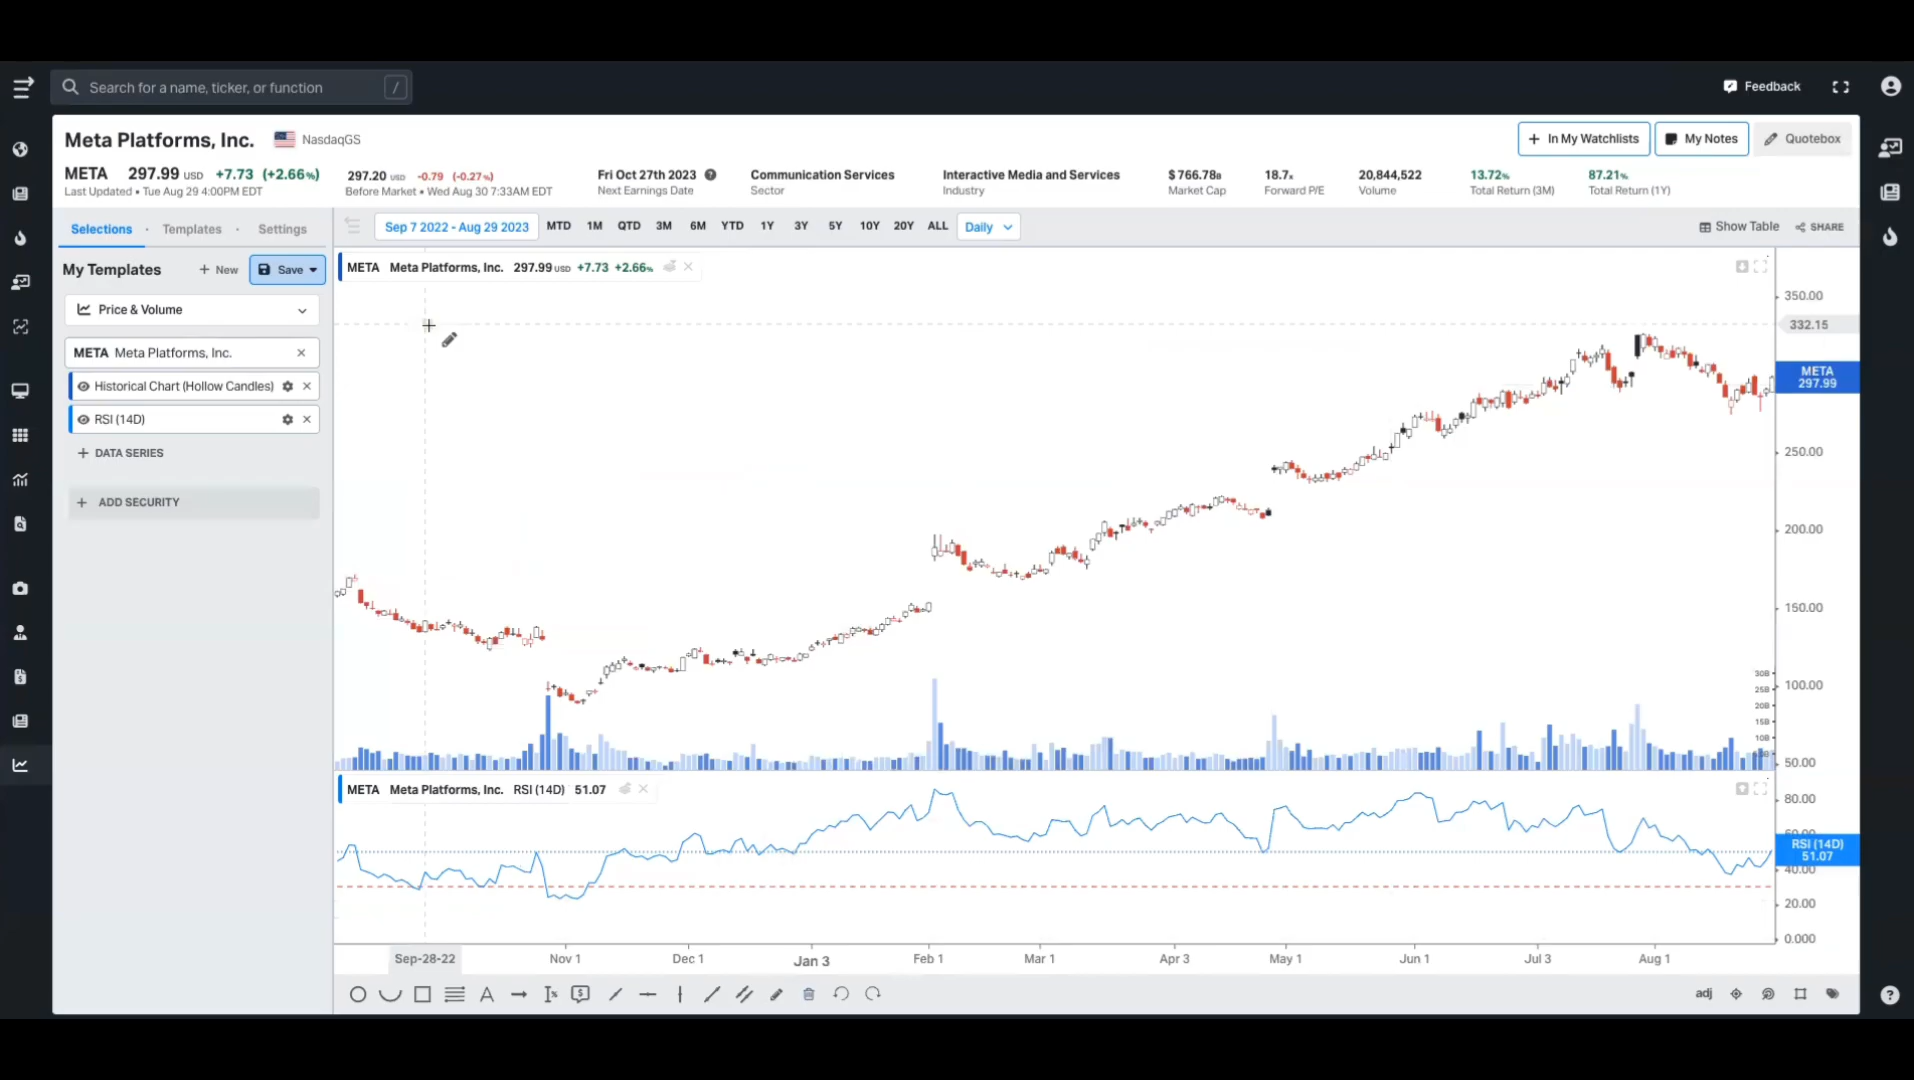 Search for a name, ticker, or function /
Feedback
Meta Platforms, Inc. NasdaqGS
In My Watchlists My Notes Quotebox
META 297.99 USD +7.73 (+2.66%)
Last Updated • Tue Aug 29 4:00PM EDT
297.20 USD -0.79 (-0.27%)
Before Market • Wed Aug 30 7:33AM EDT
Fri Oct 27th 2023
Next Earnings Date
Communication Services
Sector
Interactive Media and Services
Industry
$ 766.78B
Market Cap
18.7x
Forward P/E
20,844,522
Volume
13.72%
Total Return (3M)
87.21%
Total Return (1Y)
Selections · Templates · Settings
Sep 7 2022 - Aug 29 2023 MTD 1M QTD 3M 6M YTD 1Y 3Y 5Y 10Y 20Y ALL Daily
Show Table SHARE
My Templates + New Save
Price & Volume
META Meta Platforms, Inc.
Historical Chart (Hollow Candles)
RSI (14D)
+ DATA SERIES
+ ADD SECURITY
META Meta Platforms, Inc. 297.99 USD +7.73 +2.66%
350.00
332.15
META
297.99
250.00
200.00
150.00
30B
25B
100.00
20B
15B
10B
50.00
META Meta Platforms, Inc. RSI (14D) 51.07
80.00
60.00
RSI (14D)
51.07
40.00
20.00
0.000
Sep-28-22 Nov 1 Dec 1 Jan 3 Feb 1 Mar 1 Apr 3 May 1 Jun 1 Jul 3 Aug 1
adj